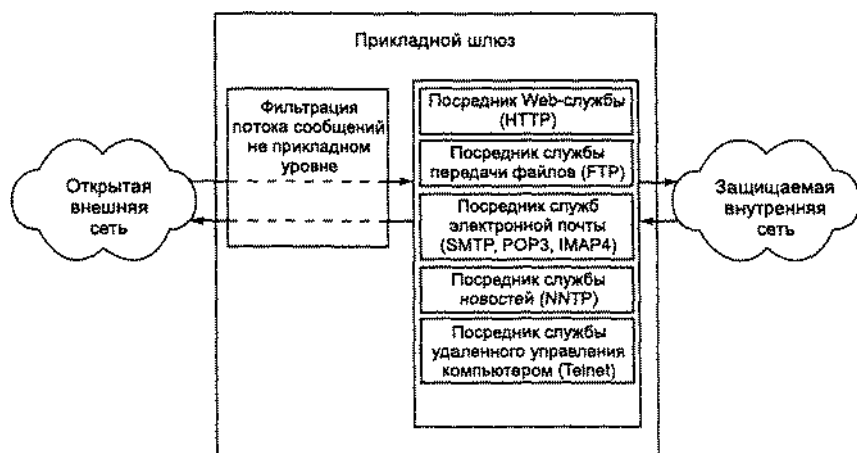 Прикладной шлюз
Фильтрация
потока сообщений
не прикладном
уровне
Посредник Web-службы
(HTTP)
Посредник службы
передачи файлов (FTP)
Посредник служб
электронной почты
(SMTP, POP3, IMAP4)
Посредник службы
новостей (NNTP)
Посредник службы
удаленного управления
компьютером (Telnet)
Открытая
внешняя
сеть
Защищаемая
внутренняя
сеть